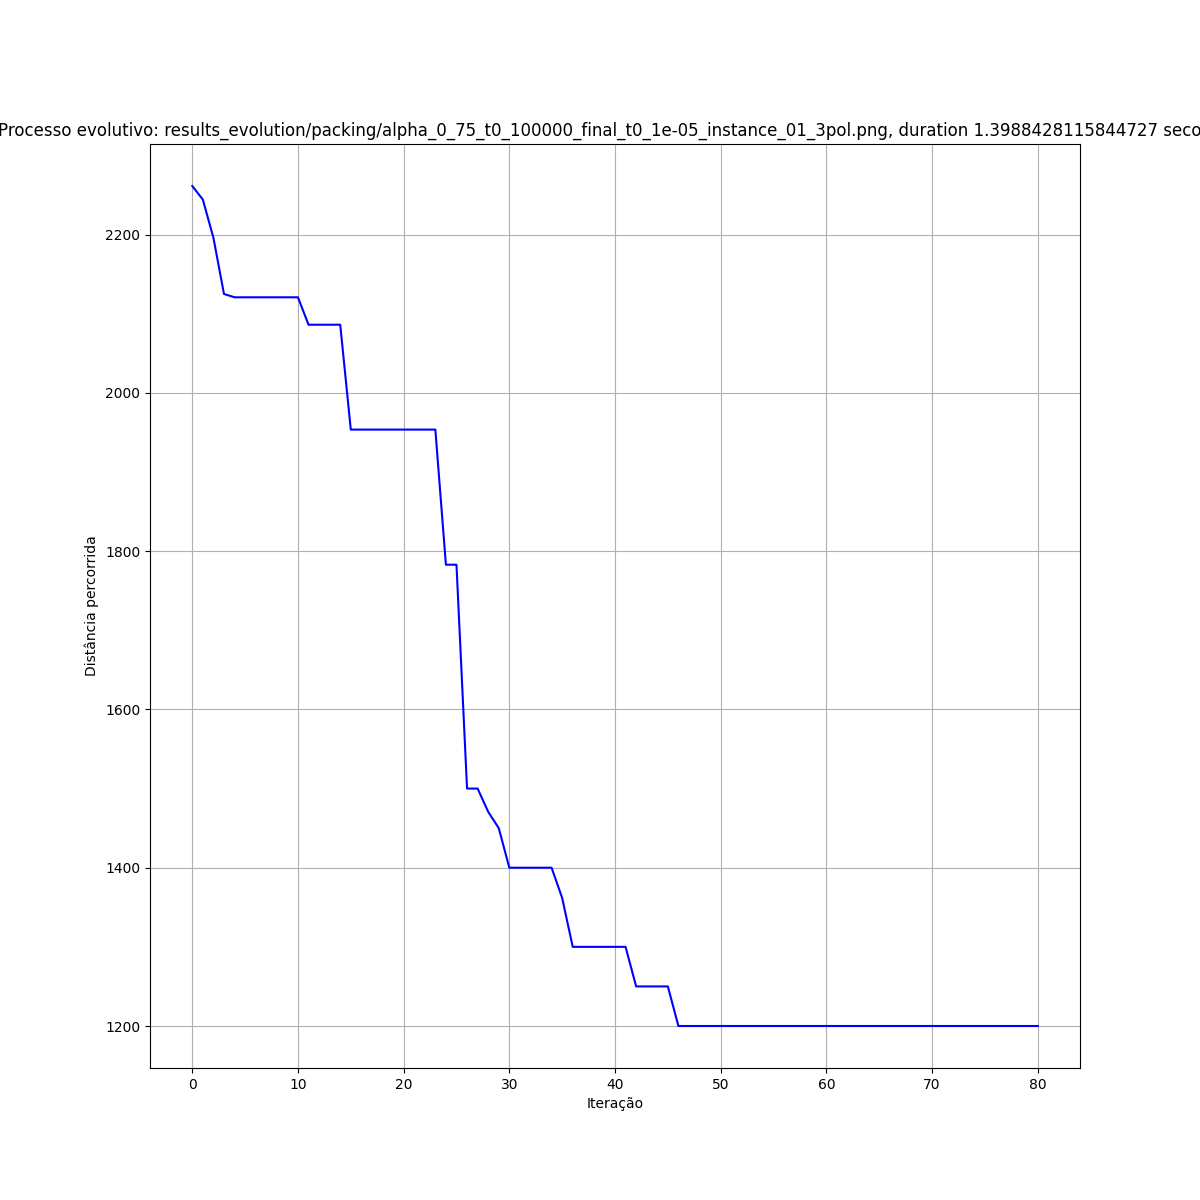 Processo evolutivo: results_evolution/packing/alpha_0_75_t0_100000_final_t0_1e-05_instance_01_3pol.png, duration 1.3988428115844727 seco
2200
2000
1800
1600
1400
1200
Distância percorrida
0 10 20 30 40 50 60 70 80
Iteração